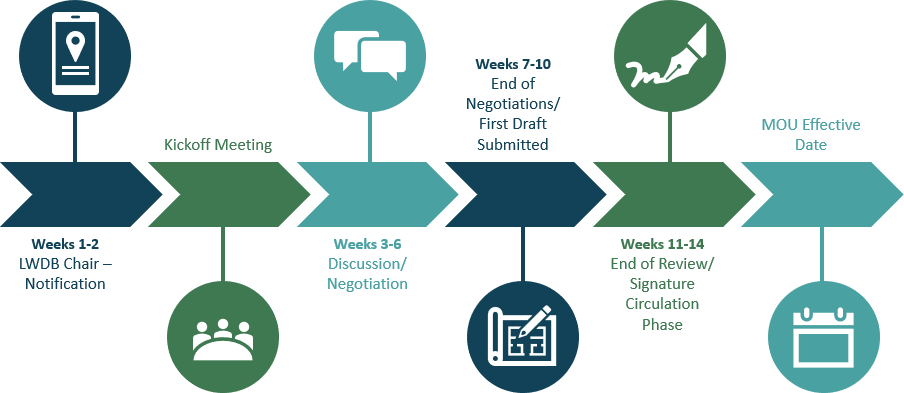 Weeks 1-2
LWDB Chair –
Notification
Kickoff Meeting
Weeks 3-6
Discussion/
Negotiation
Weeks 7-10
End of
Negotiations/
First Draft
Submitted
Weeks 11-14
End of Review/
Signature
Circulation
Phase
MOU Effective
Date